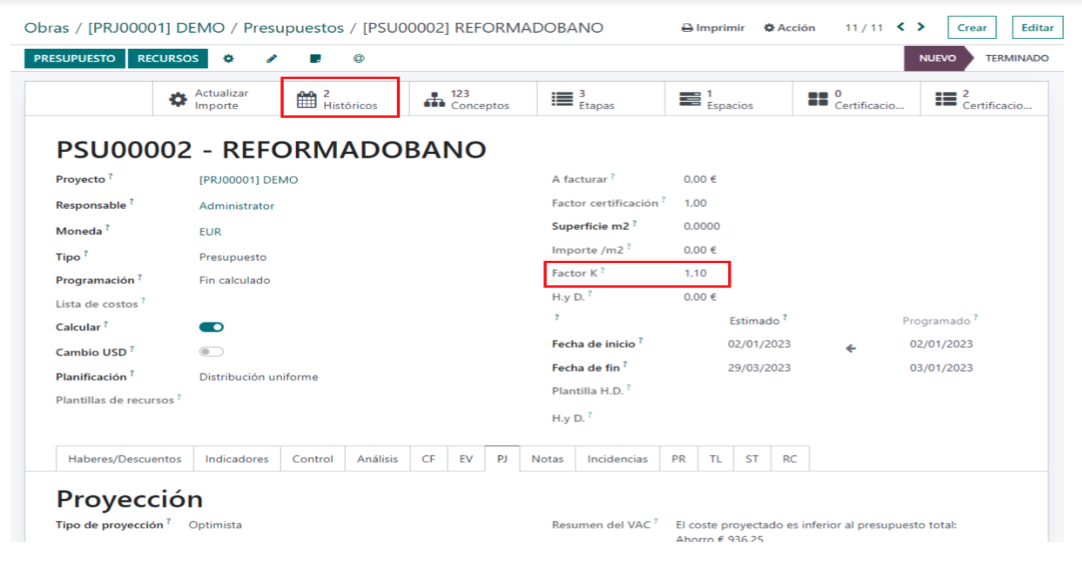 Obras / [PRJ00001] DEMO / Presupuestos / [PSU00002] REFORMADOBANO Imprimir Acción 11 / 11 Crear Editar
PRESUPUESTO RECURSOS @ NUEVO TERMINADO
Actualizar Importe
2 Históricos
123 Conceptos
3 Etapas
1 Espacios
0 Certificacio...
2 Certificacio...
PSU00002 - REFORMADOBANO
Proyecto ? [PRJ00001] DEMO
Responsable ? Administrator
Moneda ? EUR
Tipo ? Presupuesto
Programación ? Fin calculado
Lista de costos ?
Calcular ?
Cambio USD ?
Planificación ? Distribución uniforme
Plantillas de recursos ?
A facturar ? 0,00 €
Factor certificación ? 1,00
Superficie m2 ? 0,0000
Importe /m2 ? 0,00 €
Factor K ? 1,10
H.y D. ? 0,00 €
? Estimado ? Programado ?
Fecha de inicio ? 02/01/2023 02/01/2023
Fecha de fin ? 29/03/2023 03/01/2023
Plantilla H.D. ?
H.y D. ?
Haberes/Descuentos Indicadores Control Análisis CF EV PJ Notas Incidencias PR TL ST RC
Proyección
Tipo de proyección ? Optimista
Resumen del VAC ? El coste proyectado es inferior al presupuesto total:
Ahorro € 936,25